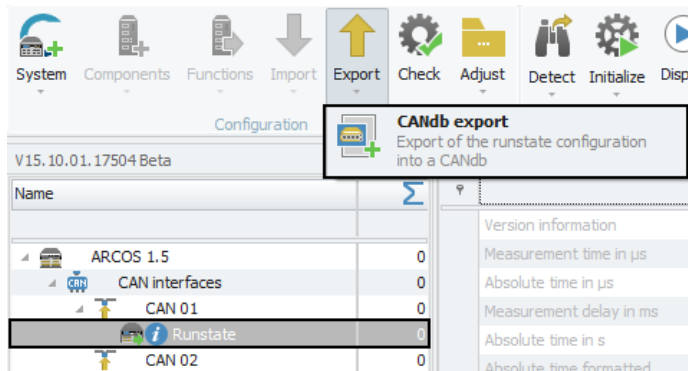 System Components Functions Import Export Check Adjust Detect Initialize
Configuration
CANdb export
Export of the runstate configuration
into a CANdb
V15.10.01.17504 Beta
Name Σ
Version information
ARCOS 1.5 0
Measurement time in µs
CAN interfaces 0
Absolute time in µs
CAN 01 0
Measurement delay in ms
Runstate 0
Absolute time in s
CAN 02 0
Absolute time formatted